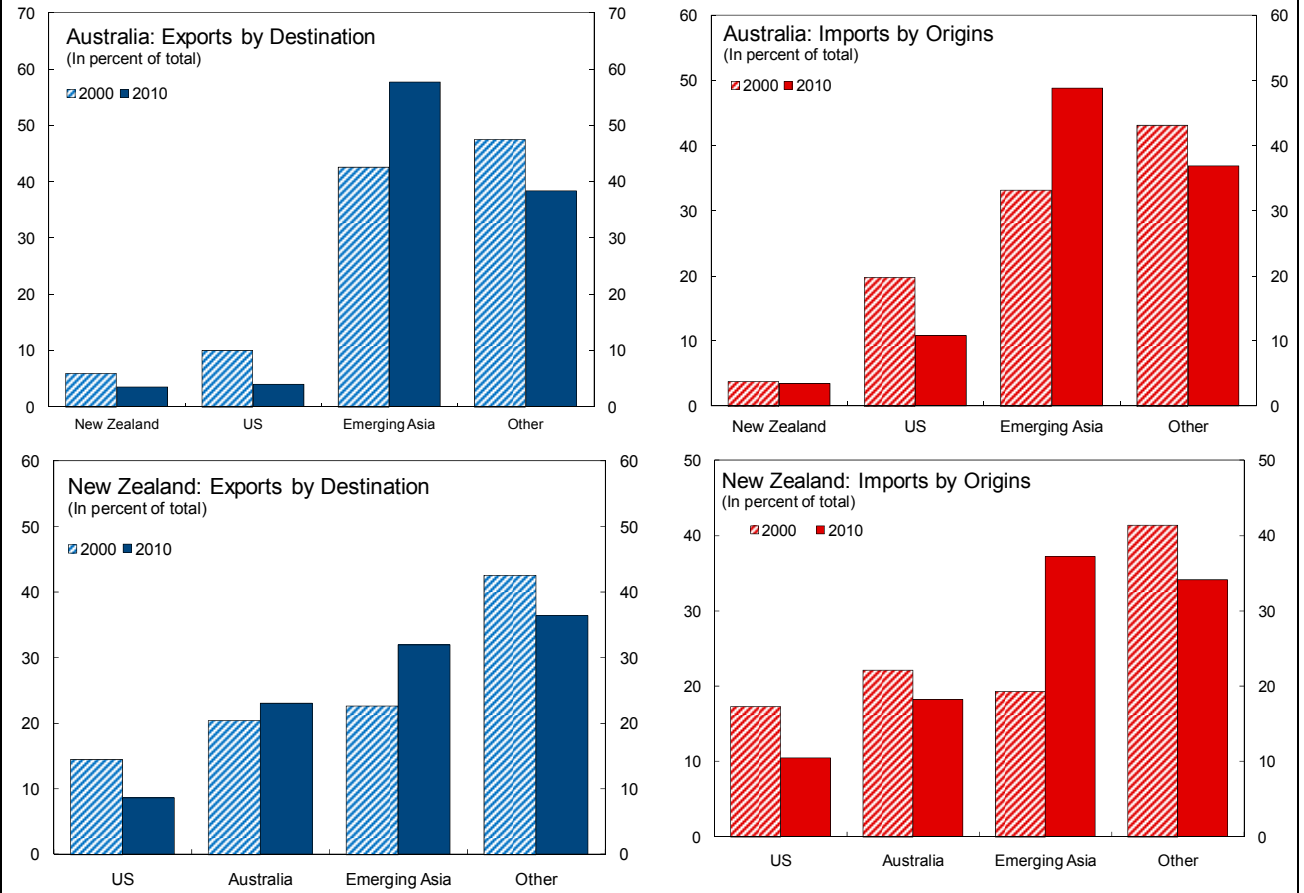 Australia: Exports by Destination
(In percent of total)
2000 2010
70 70
60 60
50 50
40 40
30 30
20 20
10 10
0 0
New Zealand US Emerging Asia Other
Australia: Imports by Origins
(In percent of total)
2000 2010
60 60
50 50
40 40
30 30
20 20
10 10
0 0
New Zealand US Emerging Asia Other
New Zealand: Exports by Destination
(In percent of total)
2000 2010
60 60
50 50
40 40
30 30
20 20
10 10
0 0
US Australia Emerging Asia Other
New Zealand: Imports by Origins
(In percent of total)
2000 2010
50 50
40 40
30 30
20 20
10 10
0 0
US Australia Emerging Asia Other